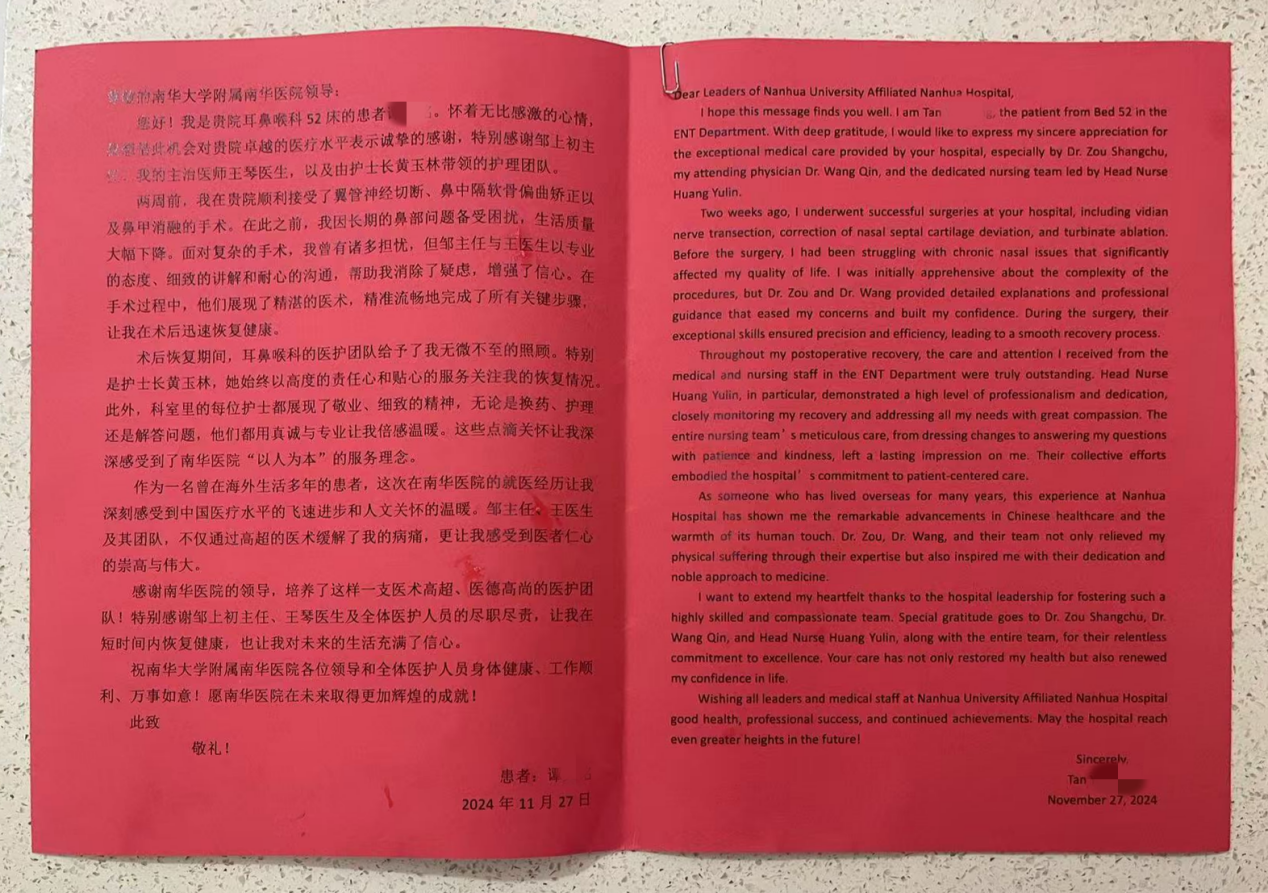 的南华大学附属南华医院领导：
您好！我是贵院耳鼻喉科 52 床的患者 。怀着无比感激的心情，
此机会对贵院卓越的医疗水平表示诚挚的感谢，特别感谢邹上初主
、我的主治医师王琴医生，以及由护士长黄玉林带领的护理团队。
两周前，我在贵院顺利接受了翼管神经切断、鼻中隔软骨偏曲矫正以
及鼻甲消融的手术。在此之前，我因长期的鼻部问题备受困扰，生活质量
大幅下降。面对复杂的手术，我曾有诸多担忧，但邹主任与王医生以专业
的态度、细致的讲解和耐心的沟通，帮助我消除了疑虑，增强了信心。在
手术过程中，他们展现了精湛的医术，精准流畅地完成了所有关键步骤，
让我在术后迅速恢复健康。
术后恢复期间，耳鼻喉科的医护团队给予了我无微不至的照顾。特别
是护士长黄玉林，她始终以高度的责任心和贴心的服务关注我的恢复情况。
此外，科室里的每位护士都展现了敬业、细致的精神，无论是换药、护理
还是解答问题，他们都用真诚与专业让我倍感温暖。这些点滴关怀让我深
深感受到了南华医院“以人为本”的服务理念。
作为一名曾在海外生活多年的患者，这次在南华医院的就医经历让我
深刻感受到中国医疗水平的飞速进步和人文关怀的温暖。邹主任、王医生
及其团队，不仅通过高超的医术缓解了我的病痛，更让我感受到医者仁心
的崇高与伟大。
感谢南华医院的领导，培养了这样一支医术高超、医德高尚的医护团
队！特别感谢邹上初主任、王琴医生及全体医护人员的尽职尽责，让我在
短时间内恢复健康，也让我对未来的生活充满了信心。
祝南华大学附属南华医院各位领导和全体医护人员身体健康、工作顺
利、万事如意！愿南华医院在未来取得更加辉煌的成就！
此致
敬礼！
患者：谭
2024 年 11 月 27 日
Dear Leaders of Nanhua University Affiliated Nanhua Hospital,
I hope this message finds you well. I am Tan , the patient from Bed 52 in the
ENT Department. With deep gratitude, I would like to express my sincere appreciation for
the exceptional medical care provided by your hospital, especially by Dr. Zou Shangchu,
my attending physician Dr. Wang Qin, and the dedicated nursing team led by Head Nurse
Huang Yulin.
Two weeks ago, I underwent successful surgeries at your hospital, including vidian
nerve transection, correction of nasal septal cartilage deviation, and turbinate ablation.
Before the surgery, I had been struggling with chronic nasal issues that significantly
affected my quality of life. I was initially apprehensive about the complexity of the
procedures, but Dr. Zou and Dr. Wang provided detailed explanations and professional
guidance that eased my concerns and built my confidence. During the surgery, their
exceptional skills ensured precision and efficiency, leading to a smooth recovery process.
Throughout my postoperative recovery, the care and attention I received from the
medical and nursing staff in the ENT Department were truly outstanding. Head Nurse
Huang Yulin, in particular, demonstrated a high level of professionalism and dedication,
closely monitoring my recovery and addressing all my needs with great compassion. The
entire nursing team's meticulous care, from dressing changes to answering my questions
with patience and kindness, left a lasting impression on me. Their collective efforts
embodied the hospital's commitment to patient-centered care.
As someone who has lived overseas for many years, this experience at Nanhua
Hospital has shown me the remarkable advancements in Chinese healthcare and the
warmth of its human touch. Dr. Zou, Dr. Wang, and their team not only relieved my
physical suffering through their expertise but also inspired me with their dedication and
noble approach to medicine.
I want to extend my heartfelt thanks to the hospital leadership for fostering such a
highly skilled and compassionate team. Special gratitude goes to Dr. Zou Shangchu, Dr.
Wang Qin, and Head Nurse Huang Yulin, along with the entire team, for their relentless
commitment to excellence. Your care has not only restored my health but also renewed
my confidence in life.
Wishing all leaders and medical staff at Nanhua University Affiliated Nanhua Hospital
good health, professional success, and continued achievements. May the hospital reach
even greater heights in the future!
Sincerely,
Tan
November 27, 2024